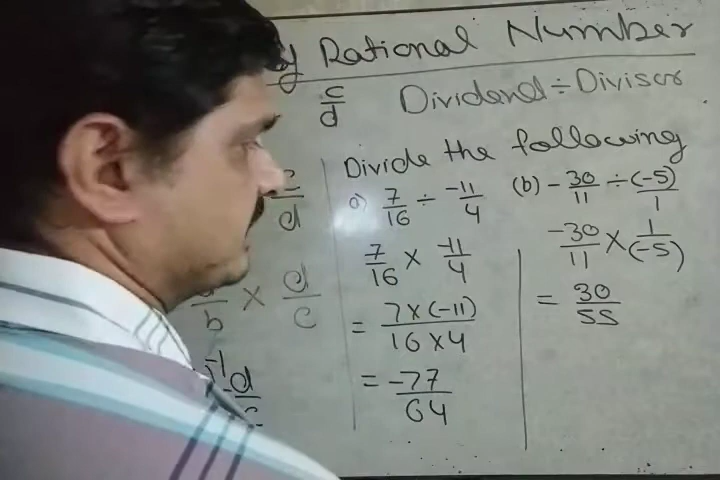 y Rational Number
c/d Dividend ÷ Divisor
c/d
b × d/c
-1 d
Divide the following
a) 7/16 ÷ -11/4
7/16 × -11/4
= 7×(-11)/16×4
= -77/64
(b) -30/11 ÷ (-5)/1
-30/11 × 1/(-5)
= 30/55